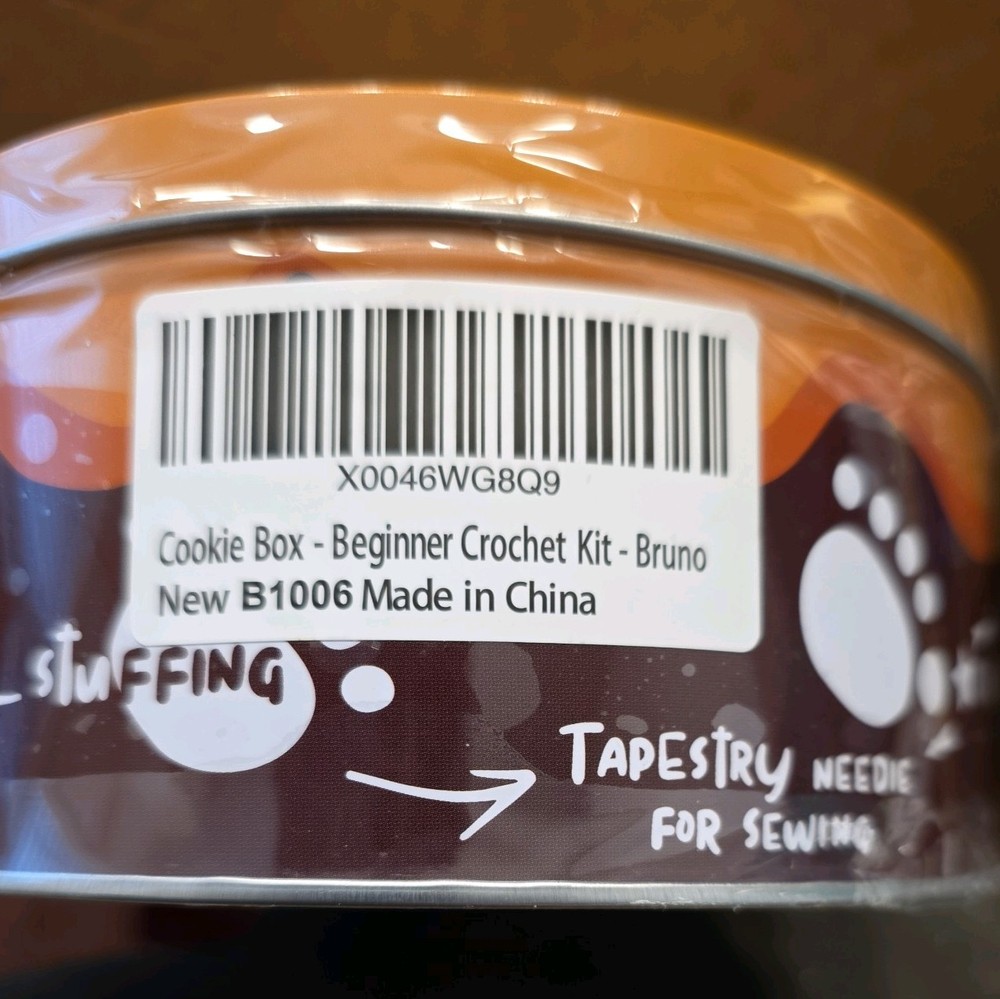 X0046WG8Q9
Cookie Box - Beginner Crochet Kit - Bruno
New B1006 Made in China
stuFFING
TAPEStRY NEEDlE
FOR SEWING